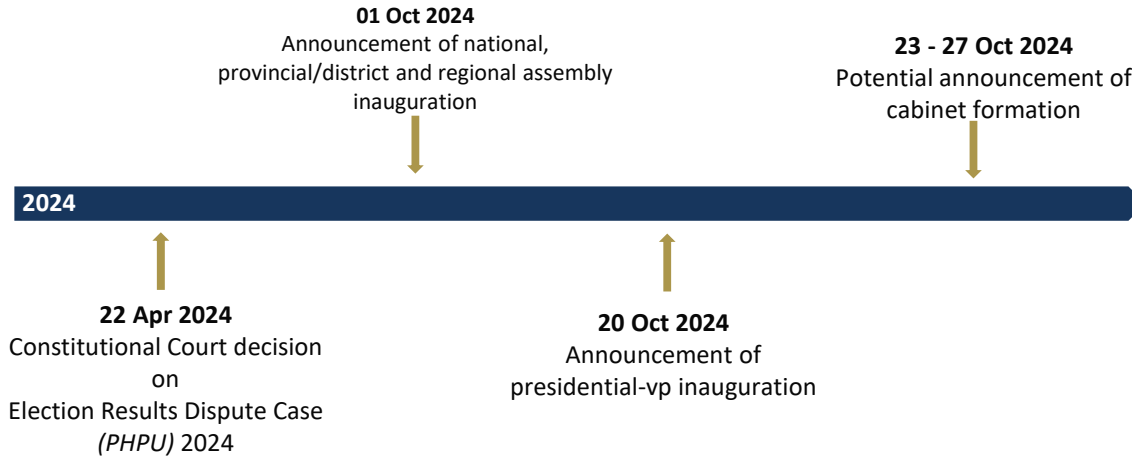 01 Oct 2024
Announcement of national,
provincial/district and regional assembly
inauguration
23 - 27 Oct 2024
Potential announcement of
cabinet formation
2024
22 Apr 2024
Constitutional Court decision
on
Election Results Dispute Case
(PHPU) 2024
20 Oct 2024
Announcement of
presidential-vp inauguration